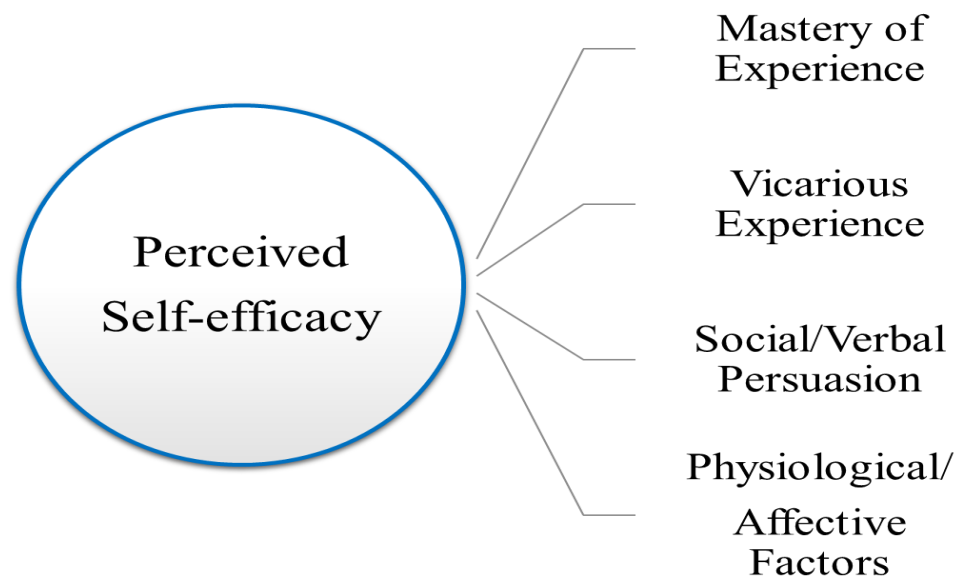 Perceived
Self-efficacy
Mastery of
Experience
Vicarious
Experience
Social/Verbal
Persuasion
Physiological/
Affective
Factors